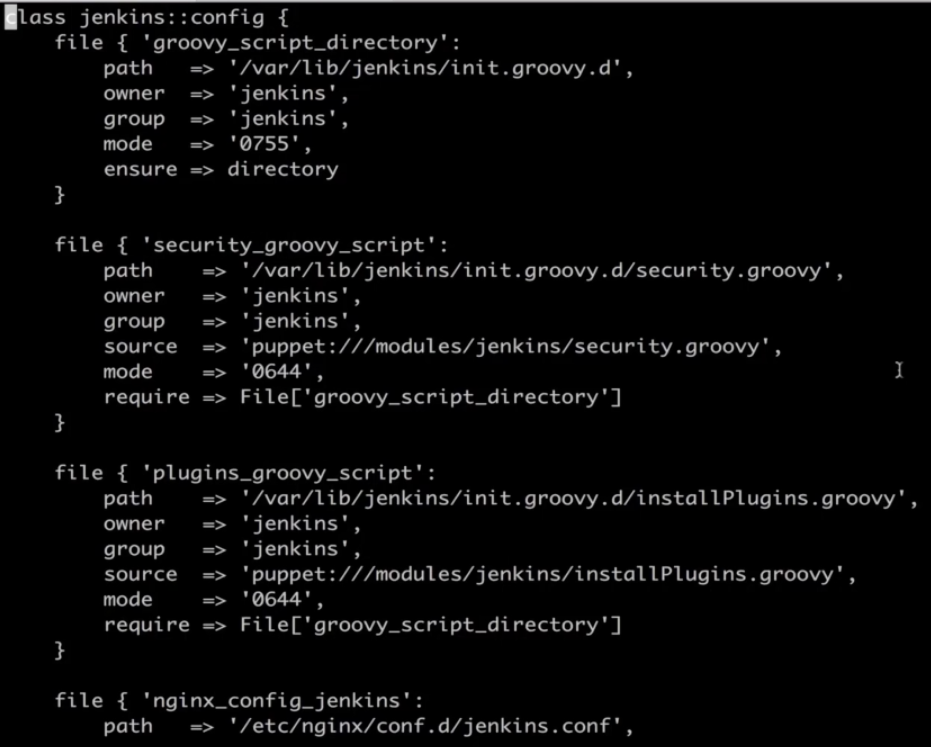 class jenkins::config {
    file { 'groovy_script_directory':
        path   => '/var/lib/jenkins/init.groovy.d',
        owner  => 'jenkins',
        group  => 'jenkins',
        mode   => '0755',
        ensure => directory
    }

    file { 'security_groovy_script':
        path    => '/var/lib/jenkins/init.groovy.d/security.groovy',
        owner   => 'jenkins',
        group   => 'jenkins',
        source  => 'puppet:///modules/jenkins/security.groovy',
        mode    => '0644',
        require => File['groovy_script_directory']
    }

    file { 'plugins_groovy_script':
        path    => '/var/lib/jenkins/init.groovy.d/installPlugins.groovy',
        owner   => 'jenkins',
        group   => 'jenkins',
        source  => 'puppet:///modules/jenkins/installPlugins.groovy',
        mode    => '0644',
        require => File['groovy_script_directory']
    }

    file { 'nginx_config_jenkins':
        path   => '/etc/nginx/conf.d/jenkins.conf',